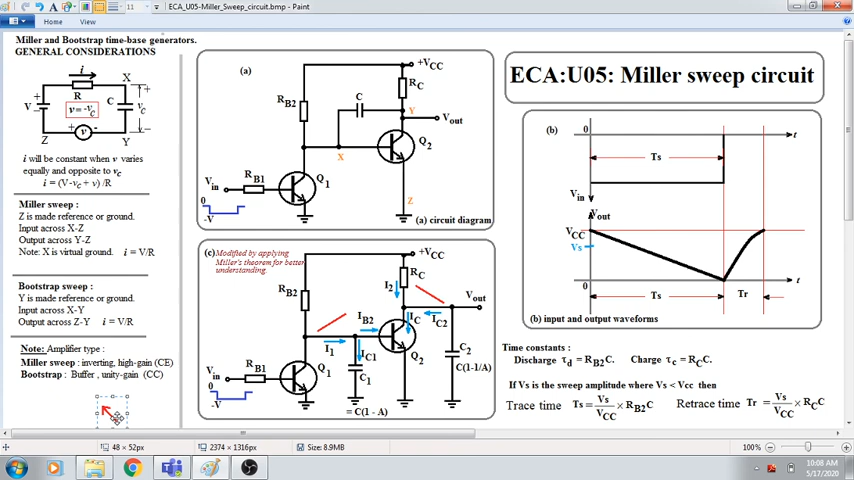 ECA_U05-Miller_Sweep_circuit.bmp - Paint
11
Home
View
Miller and Bootstrap time-base generators.
GENERAL CONSIDERATIONS
i
X
R
+
V
v = -vC
C
vC
+ v -
Z
Y
i will be constant when v varies
equally and opposite to vC
i = (V-vC + v) /R
Miller sweep :
Z is made reference or ground.
Input across X-Z
Output across Y-Z
Note: X is virtual ground. i = V/R
Bootstrap sweep :
Y is made reference or ground.
Input across X-Y
Output across Z-Y i = V/R
Note: Amplifier type :
Miller sweep : inverting, high-gain (CE)
Bootstrap : Buffer , unity-gain (CC)
(a)
+VCC
RC
RB2
C
Y
Vout
Q2
X
RB1
Vin
Q1
0
-V
Z
(a) circuit diagram
(c)
Modified by applying
Miller's theorem for better
understanding.
+VCC
RC
I2
RB2
Vout
IB2
IC
IC2
I1
IC1
Q2
C2
C(1-1/A)
RB1
Vin
Q1
C1
0
-V
= C(1 - A)
ECA:U05: Miller sweep circuit
(b)
0
t
Ts
Vin
Vout
VCC
Vs
0
t
Ts
Tr
(b) input and output waveforms
Time constants :
Discharge τd = RB2C. Charge τc = RCC.
If Vs is the sweep amplitude where Vs < Vcc then
Trace time Ts = Vs/VCC × RB2C Retrace time Tr = Vs/VCC × RCC
48 × 52px
2374 × 1316px
Size: 8.9MB
100%
10:08 AM
5/17/2020